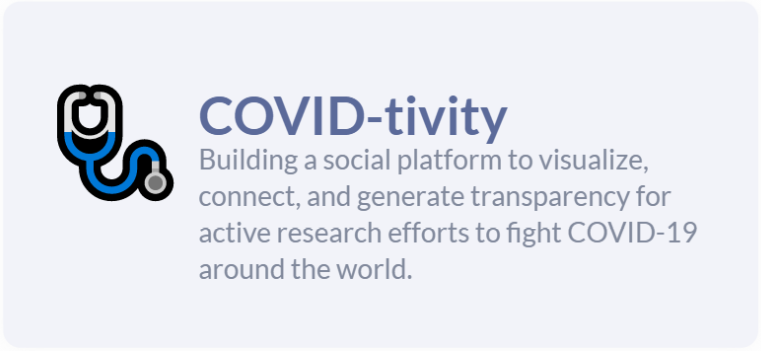 COVID-tivity
Building a social platform to visualize,
connect, and generate transparency for
active research efforts to fight COVID-19
around the world.